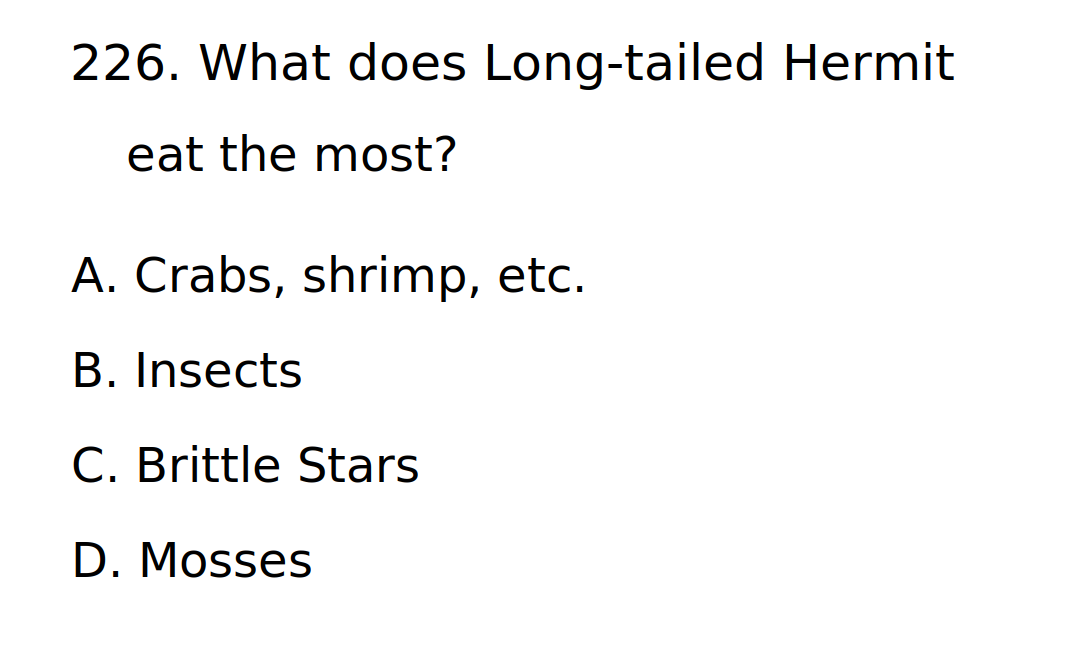 226. What does Long-tailed Hermit
eat the most?
A. Crabs, shrimp, etc.
B. Insects
C. Brittle Stars
D. Mosses